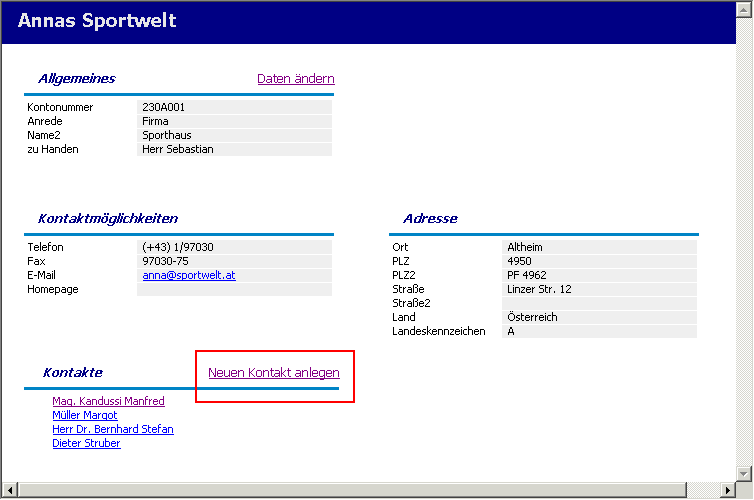 Annas Sportwelt
Allgemeines Daten ändern
Kontonummer 230A001
Anrede Firma
Name2 Sporthaus
zu Handen Herr Sebastian
Kontaktmöglichkeiten
Telefon (+43) 1/97030
Fax 97030-75
E-Mail anna@sportwelt.at
Homepage
Adresse
Ort Altheim
PLZ 4950
PLZ2 PF 4962
Straße Linzer Str. 12
Straße2
Land Österreich
Landeskennzeichen A
Kontakte Neuen Kontakt anlegen
Mag. Kandussi Manfred
Müller Margot
Herr Dr. Bernhard Stefan
Dieter Struber